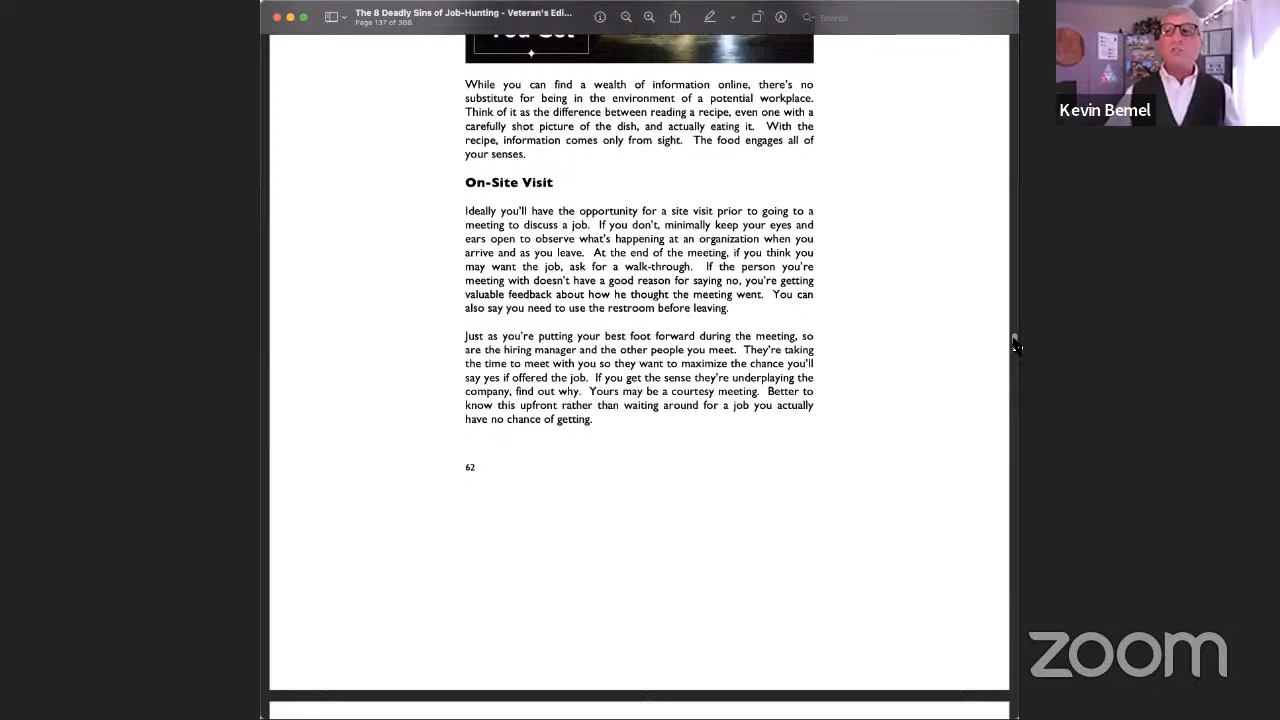 The 8 Deadly Sins of Job-Hunting - Veteran's Edi...
Page 137 of 308
Search
You Get
While you can find a wealth of information online, there's no
substitute for being in the environment of a potential workplace.
Think of it as the difference between reading a recipe, even one with a
carefully shot picture of the dish, and actually eating it. With the
recipe, information comes only from sight. The food engages all of
your senses.
On-Site Visit
Ideally you'll have the opportunity for a site visit prior to going to a
meeting to discuss a job. If you don't, minimally keep your eyes and
ears open to observe what's happening at an organization when you
arrive and as you leave. At the end of the meeting, if you think you
may want the job, ask for a walk-through. If the person you're
meeting with doesn't have a good reason for saying no, you're getting
valuable feedback about how he thought the meeting went. You can
also say you need to use the restroom before leaving.
Just as you're putting your best foot forward during the meeting, so
are the hiring manager and the other people you meet. They're taking
the time to meet with you so they want to maximize the chance you'll
say yes if offered the job. If you get the sense they're underplaying the
company, find out why. Yours may be a courtesy meeting. Better to
know this upfront rather than waiting around for a job you actually
have no chance of getting.
62
Kevin Bemel
zoom